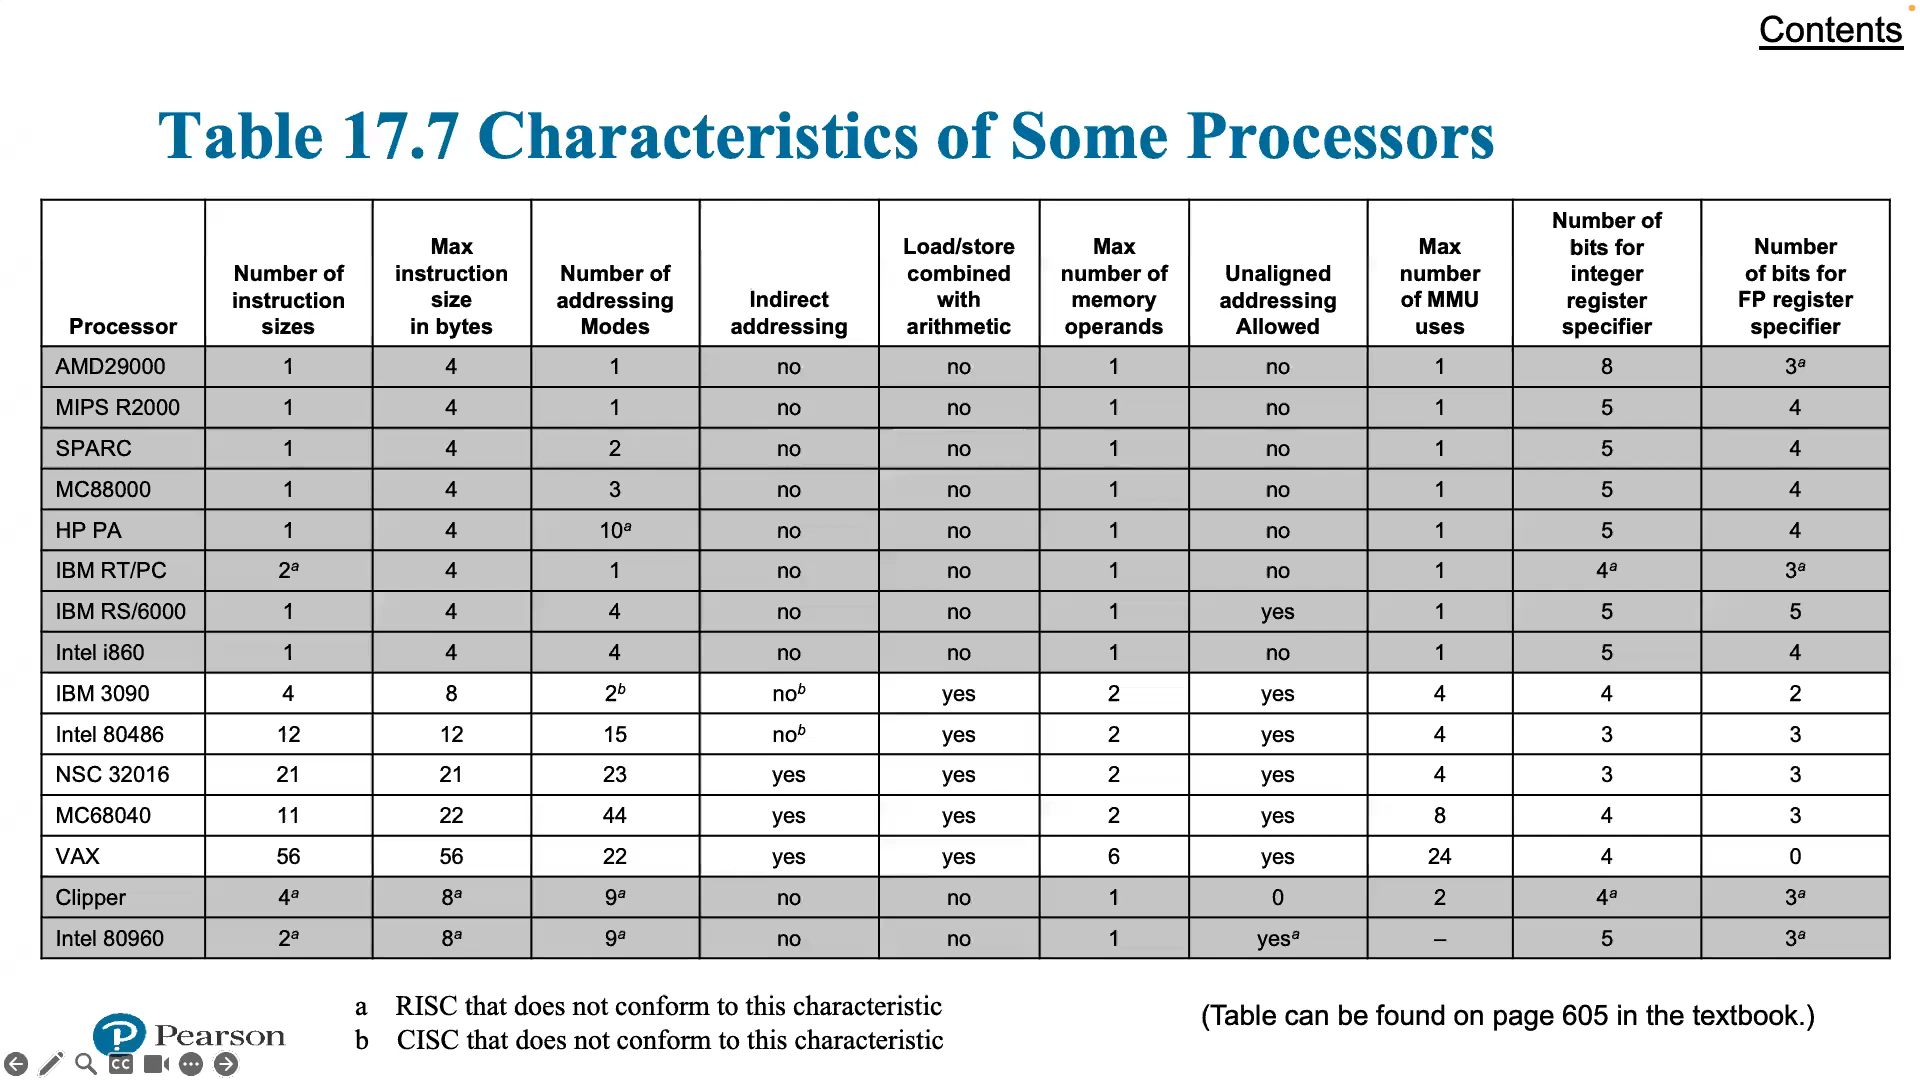 Contents
Table 17.7 Characteristics of Some Processors
Processor | Number of instruction sizes | Max instruction size in bytes | Number of addressing Modes | Indirect addressing | Load/store combined with arithmetic | Max number of memory operands | Unaligned addressing Allowed | Max number of MMU uses | Number of bits for integer register specifier | Number of bits for FP register specifier
AMD29000 | 1 | 4 | 1 | no | no | 1 | no | 1 | 8 | 3a
MIPS R2000 | 1 | 4 | 1 | no | no | 1 | no | 1 | 5 | 4
SPARC | 1 | 4 | 2 | no | no | 1 | no | 1 | 5 | 4
MC88000 | 1 | 4 | 3 | no | no | 1 | no | 1 | 5 | 4
HP PA | 1 | 4 | 10a | no | no | 1 | no | 1 | 5 | 4
IBM RT/PC | 2a | 4 | 1 | no | no | 1 | no | 1 | 4a | 3a
IBM RS/6000 | 1 | 4 | 4 | no | no | 1 | yes | 1 | 5 | 5
Intel i860 | 1 | 4 | 4 | no | no | 1 | no | 1 | 5 | 4
IBM 3090 | 4 | 8 | 2b | nob | yes | 2 | yes | 4 | 4 | 2
Intel 80486 | 12 | 12 | 15 | nob | yes | 2 | yes | 4 | 3 | 3
NSC 32016 | 21 | 21 | 23 | yes | yes | 2 | yes | 4 | 3 | 3
MC68040 | 11 | 22 | 44 | yes | yes | 2 | yes | 8 | 4 | 3
VAX | 56 | 56 | 22 | yes | yes | 6 | yes | 24 | 4 | 0
Clipper | 4a | 8a | 9a | no | no | 1 | 0 | 2 | 4a | 3a
Intel 80960 | 2a | 8a | 9a | no | no | 1 | yesa | – | 5 | 3a
a RISC that does not conform to this characteristic
b CISC that does not conform to this characteristic
(Table can be found on page 605 in the textbook.)
P Pearson
CC